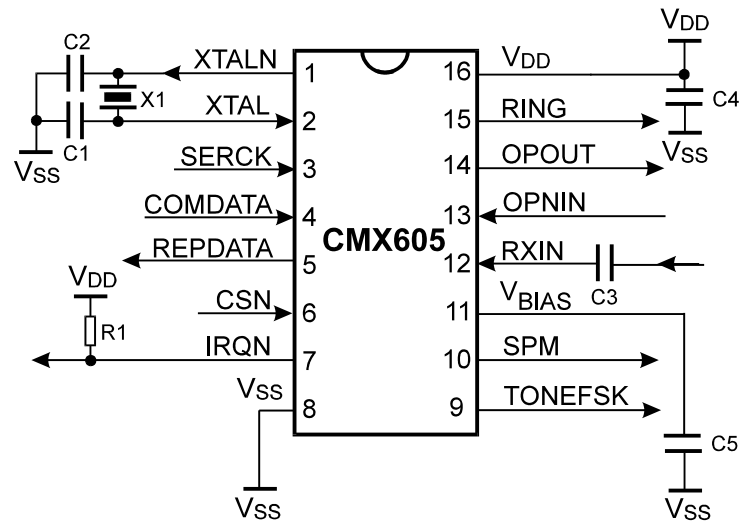 C2
XTALN
1
X1
XTAL
2
C1
VSS
SERCK
3
COMDATA
4
REPDATA
5
VDD
R1
CSN
6
IRQN
7
VSS
8
VSS
CMX605
VDD
VDD
16
C4
RING
15
VSS
OPOUT
14
OPNIN
13
RXIN
12
C3
VBIAS
11
SPM
10
TONEFSK
9
C5
VSS